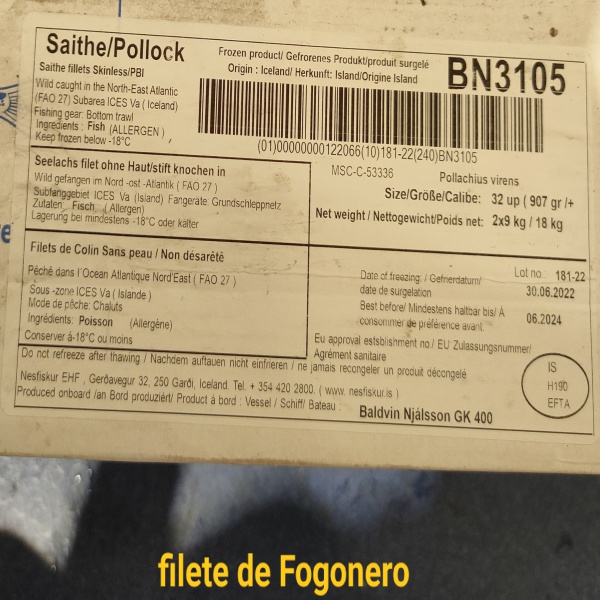 Saithe/Pollock
Saithe fillets Skinless/PBI
Wild caught in the North-East Atlantic
(FAO 27) Subarea ICES Va ( Iceland)
Fishing gear: Bottom trawl
Ingredients : Fish (ALLERGEN )
Keep frozen below -18°C
Frozen product/ Gefrorenes Produkt/produit surgelé
Origin : Iceland/ Herkunft: Island/Origine Island
BN3105
(01)00000000122066(10)181-22(240)BN3105
Seelachs filet ohne Haut/stift knochen in
Wild gefangen im Nord -ost -Atlantik ( FAO 27 )
Subfanggebiet ICES Va (Island) Fangeräte Grundschleppnetz
Zutaten Fisch ( Allergen)
Lagerung bei mindestens -18°C oder kälter
MSC-C-53336
Pollachius virens
Size/Größe/Calibe: 32 up ( 907 gr /+
Net weight / Nettogewicht/Poids net: 2x9 kg / 18 kg
Filets de Colin Sans peau / Non désarêté
Pêché dans l'Ocean Atlantique Nord'East ( FAO 27 )
Sous -zone ICES Va ( Islande )
Mode de pêche: Chaluts
Ingrédients: Poisson (Allergène)
Conserver à-18°C ou moins
Lot no. 181-22
Date of freezing / Gefrierdatum/
date de surgelation 30.06.2022
Best before/ Mindestens haltbar bis/ À
consommer de préférence avant. 06.2024
Eu approval estsblishment no./ EU Zulassungsnummer/
Agrément sanitaire
IS
H190
EFTA
Do not refreeze after thawing / Nachdem auftauen nicht einfrieren / ne jamais recongeler un produit décongelé
Nesfiskur EHF , Gerðavegur 32, 250 Garði, Iceland. Tel. + 354 420 2800. ( www. nesfiskur.is)
Produced onboard /an Bord produziert/ Product à bord : Vessel / Schiff/ Bateau : Baldvin Njálsson GK 400
filete de Fogonero